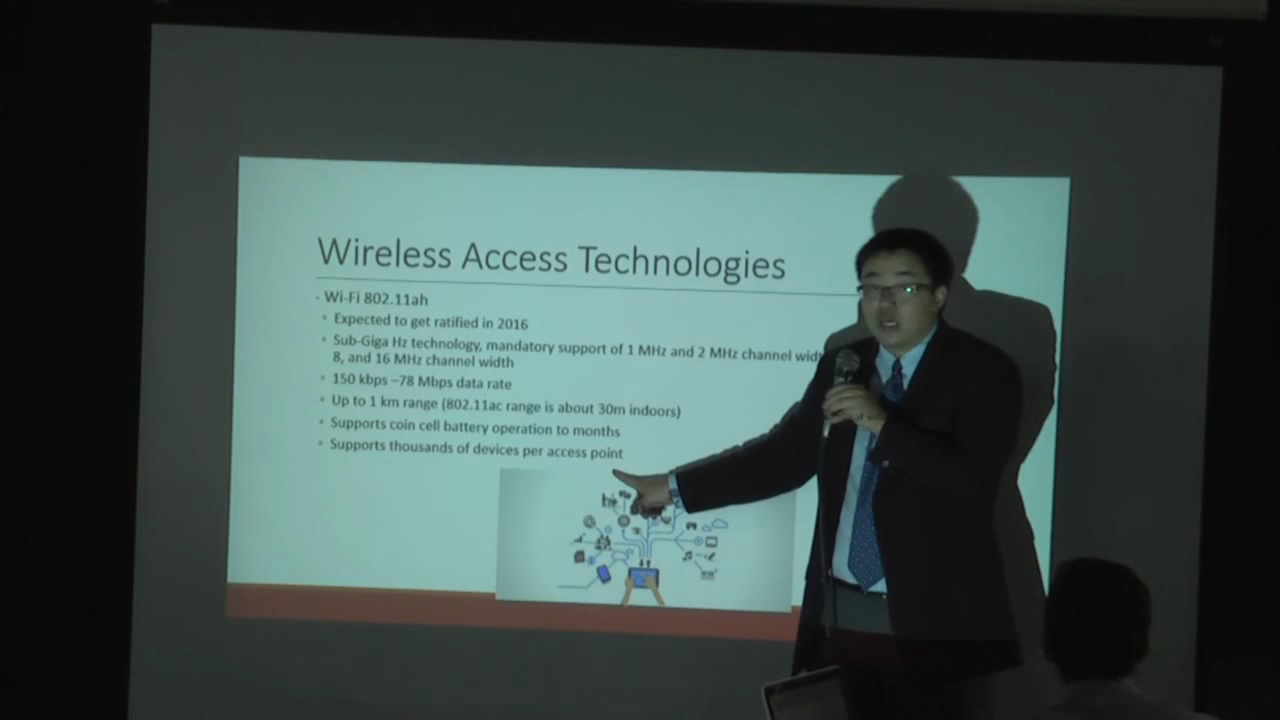 Wireless Access Technologies
- Wi-Fi 802.11ah
▫ Expected to get ratified in 2016
▫ Sub-Giga Hz technology, mandatory support of 1 MHz and 2 MHz channel
8, and 16 MHz channel width
▫ 150 kbps –78 Mbps data rate
▫ Up to 1 km range (802.11ac range is about 30m indoors)
▫ Supports coin cell battery operation to months
▫ Supports thousands of devices per access point